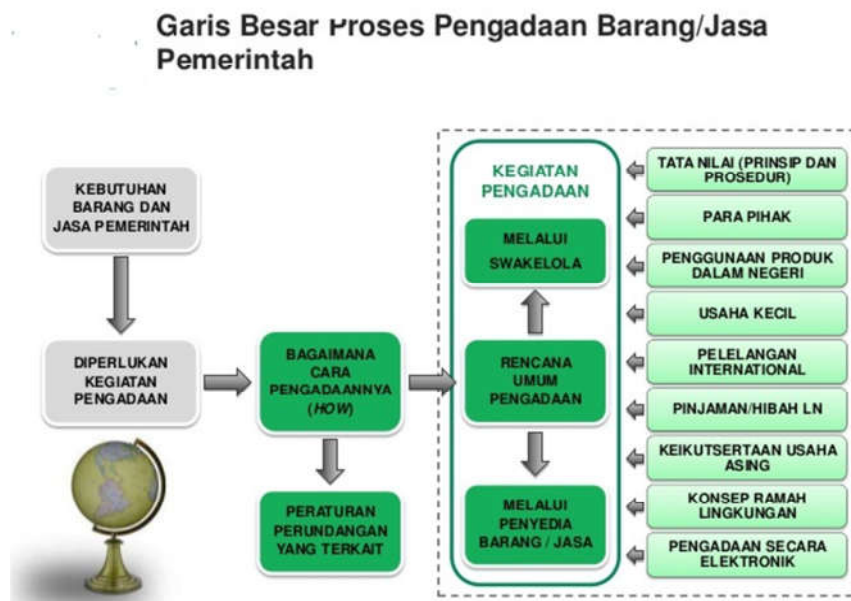 Garis Besar Proses Pengadaan Barang/Jasa
Pemerintah
KEBUTUHAN
BARANG DAN
JASA PEMERINTAH
DIPERLUKAN
KEGIATAN
PENGADAAN
BAGAIMANA
CARA
PENGADAANNYA
(HOW)
PERATURAN
PERUNDANGAN
YANG TERKAIT
KEGIATAN
PENGADAAN
MELALUI
SWAKELOLA
RENCANA
UMUM
PENGADAAN
MELALUI
PENYEDIA
BARANG / JASA
TATA NILAI (PRINSIP DAN
PROSEDUR)
PARA PIHAK
PENGGUNAAN PRODUK
DALAM NEGERI
USAHA KECIL
PELELANGAN
INTERNATIONAL
PINJAMAN/HIBAH LN
KEIKUTSERTAAN USAHA
ASING
KONSEP RAMAH
LINGKUNGAN
PENGADAAN SECARA
ELEKTRONIK